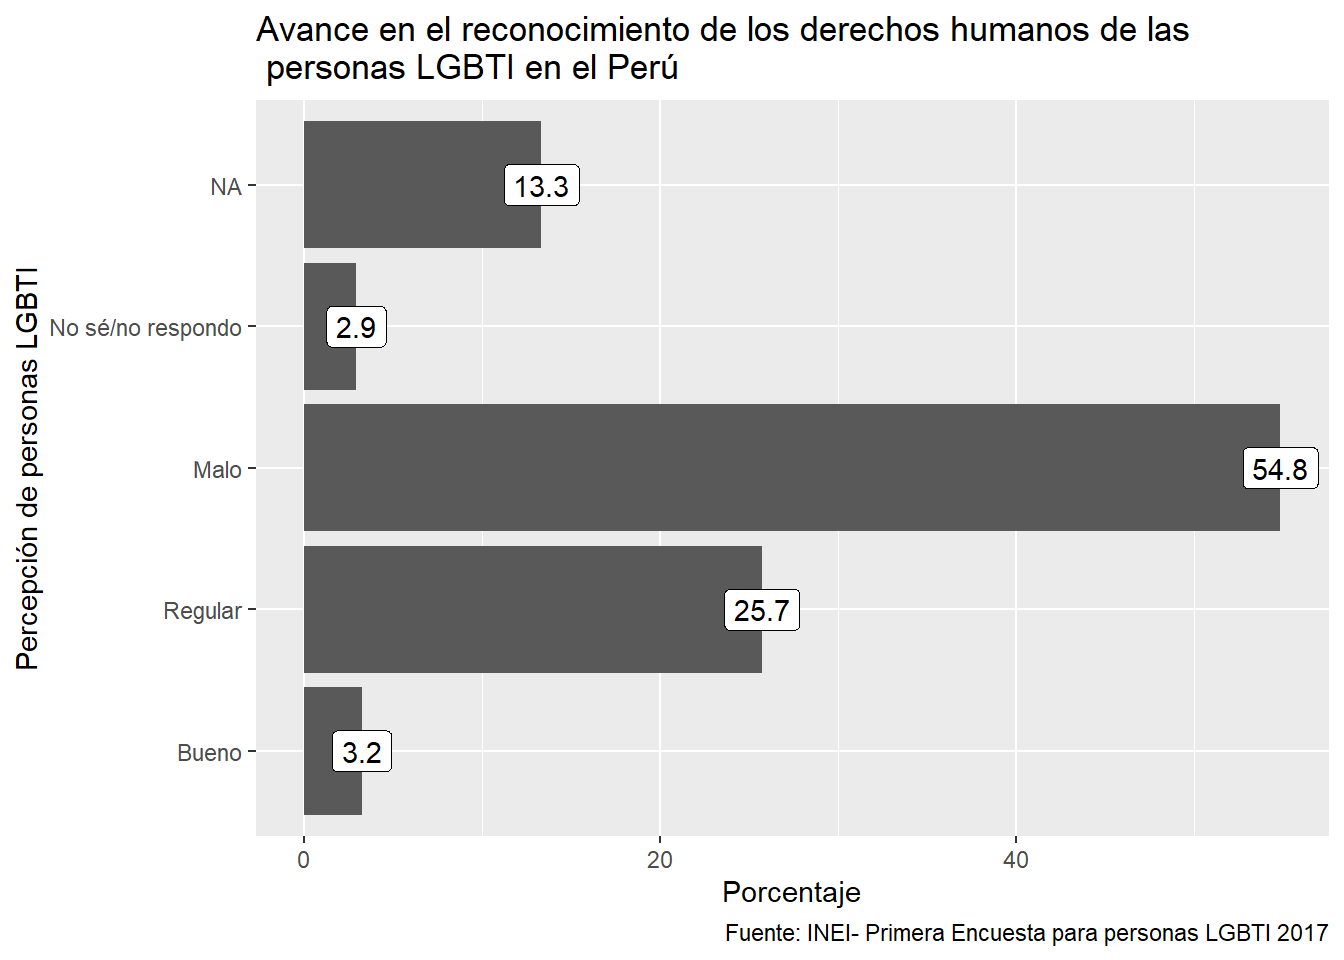 Avance en el reconocimiento de los derechos humanos de las
personas LGBTI en el Perú
Percepción de personas LGBTI
NA
13.3
No sé/no respondo
2.9
Malo
54.8
Regular
25.7
Bueno
3.2
0
20
40
Porcentaje
Fuente: INEI- Primera Encuesta para personas LGBTI 2017